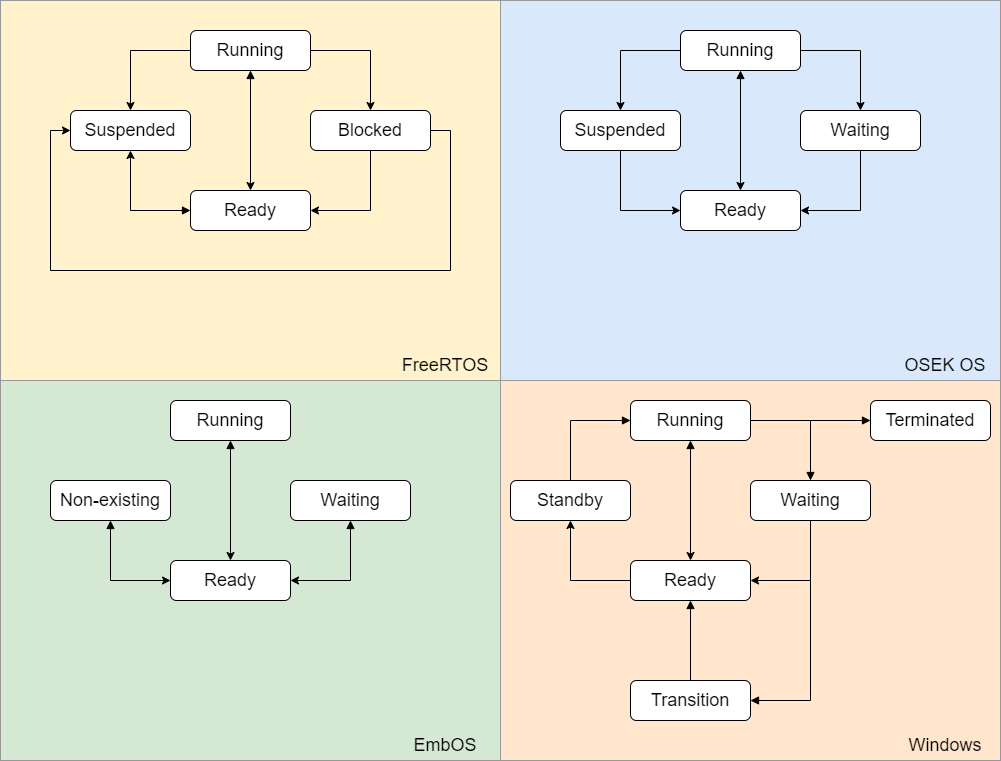 Running
Suspended
Blocked
Ready
FreeRTOS
Running
Suspended
Waiting
Ready
OSEK OS
Running
Non-existing
Waiting
Ready
EmbOS
Running
Terminated
Standby
Waiting
Ready
Transition
Windows